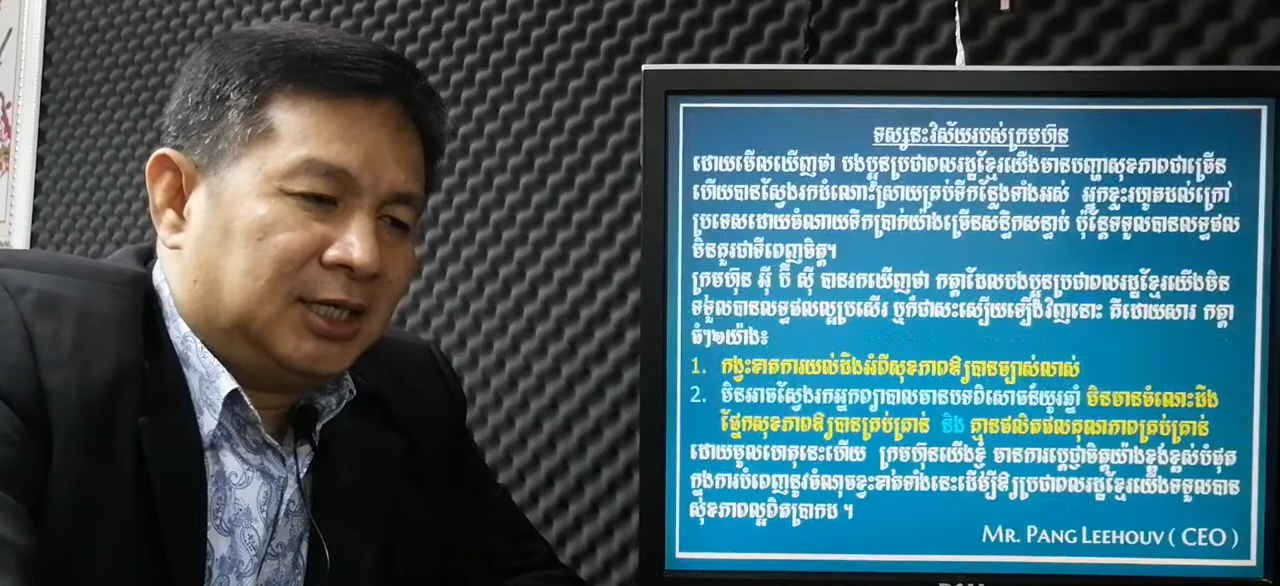 ទស្សនះវិស័យរបស់ក្រុមហ៊ុន
ដោយមើលឃើញថា បងប្អូនប្រជាពលរដ្ឋខ្មែរយើងមានបញ្ហាសុខភាពជាច្រើន
ហើយបានស្វែងរកដំណោះស្រាយគ្រប់ទីកន្លែងទាំងអស់ អ្នកខ្លះរហូតដល់ក្រៅ
ប្រទេសដោយចំណាយទឹកប្រាក់យ៉ាងច្រើនសន្ធឹកសន្ធាប់ ប៉ុន្តែទទួលបានលទ្ធផល
មិនគួរជាទីពេញចិត្ត។
ក្រុមហ៊ុន អ៊ី ប៊ី ស៊ី បានរកឃើញថា កត្តាដែលបងប្អូនប្រជាពលរដ្ឋខ្មែរយើងមិន
ទទួលបានលទ្ធផលល្អប្រសើរ ឬក៏ជាសះស្បើយឡើងវិញនោះ គឺដោយសារ កត្តា
ធំៗ២យ៉ាង៖
1. កង្វះខាតការយល់ដឹងអំពីសុខភាពឱ្យបានច្បាស់លាស់
2. មិនអាចស្វែងរកអ្នកព្យាបាលមានបទពិសោធន៍យូរឆ្នាំ មិនមានចំណេះដឹង
ផ្នែកសុខភាពឱ្យបានគ្រប់គ្រាន់ និង គ្មានផលិតផលគុណភាពគ្រប់គ្រាន់
ដោយមូលហេតុនេះហើយ ក្រុមហ៊ុនយើងខ្ញុំ មានការប្តេជ្ញាចិត្តយ៉ាងខ្ពង់ខ្ពស់បំផុត
ក្នុងការបំពេញនូវចំណុចខ្វះខាតទាំងនេះដើម្បីឱ្យប្រជាពលរដ្ឋខ្មែរយើងទទួលបាន
សុខភាពល្អពិតប្រាកដ ។
MR. PANG LEEHOUV ( CEO )